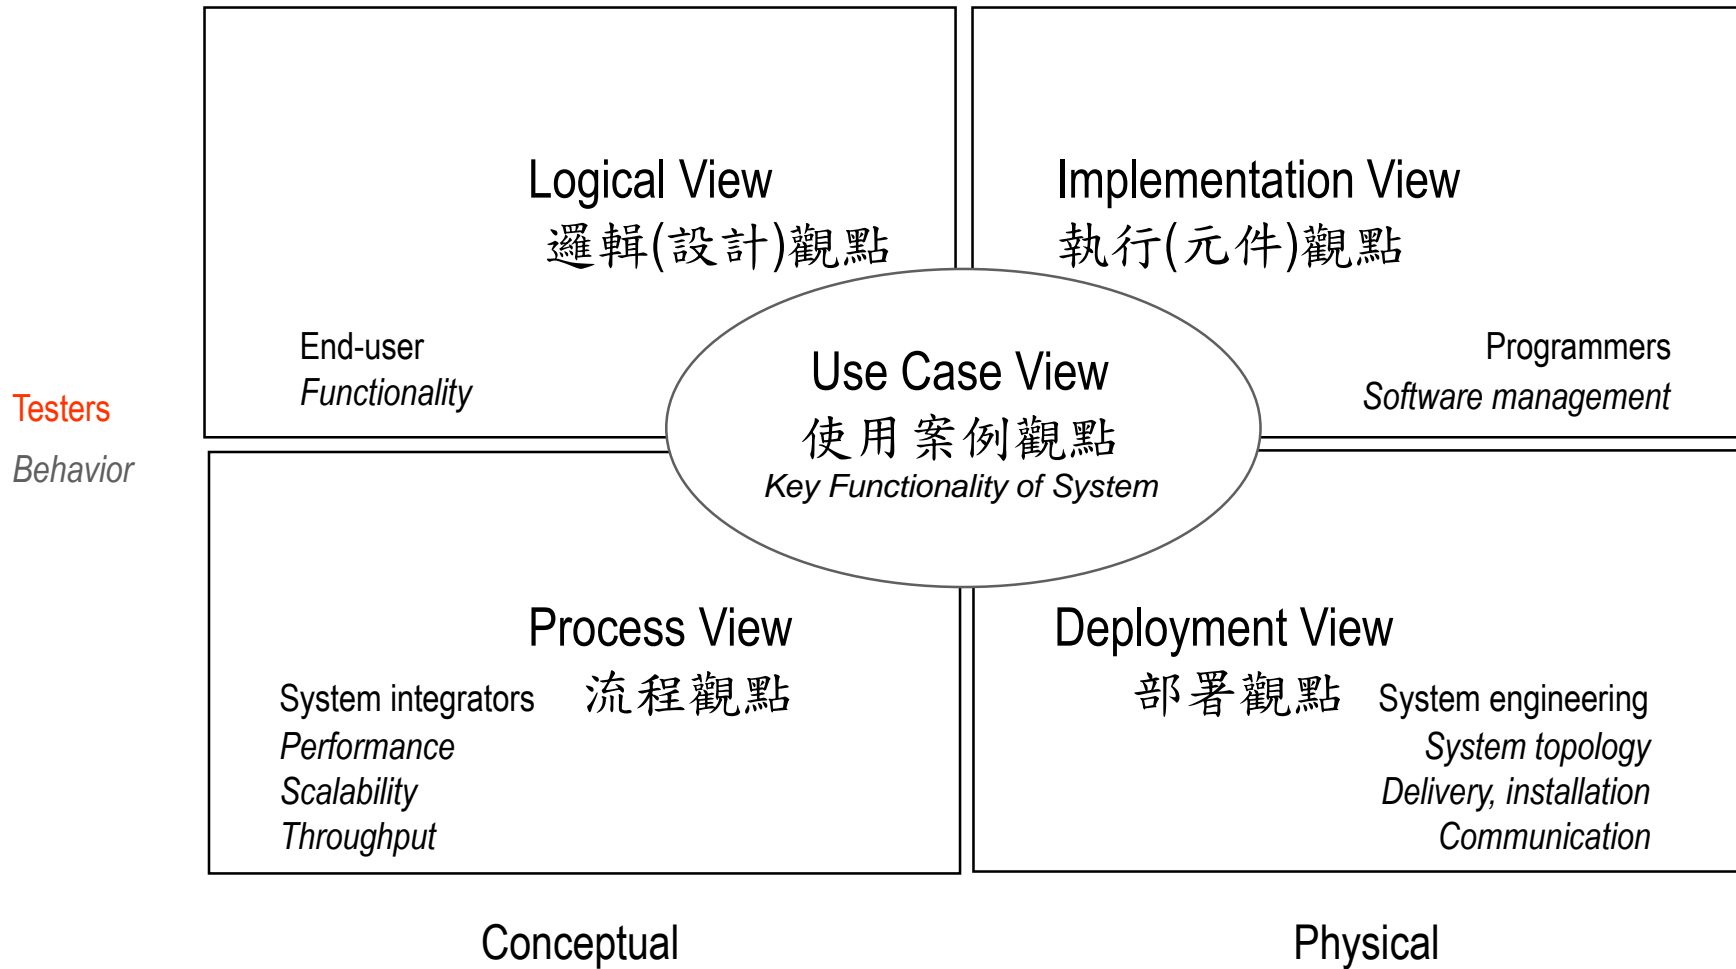 Logical View
邏輯(設計)觀點
End-user
Functionality
Implementation View
執行(元件)觀點
Programmers
Software management
Testers
Behavior
Use Case View
使用案例觀點
Key Functionality of System
Process View
流程觀點
System integrators
Performance
Scalability
Throughput
Deployment View
部署觀點
System engineering
System topology
Delivery, installation
Communication
Conceptual
Physical